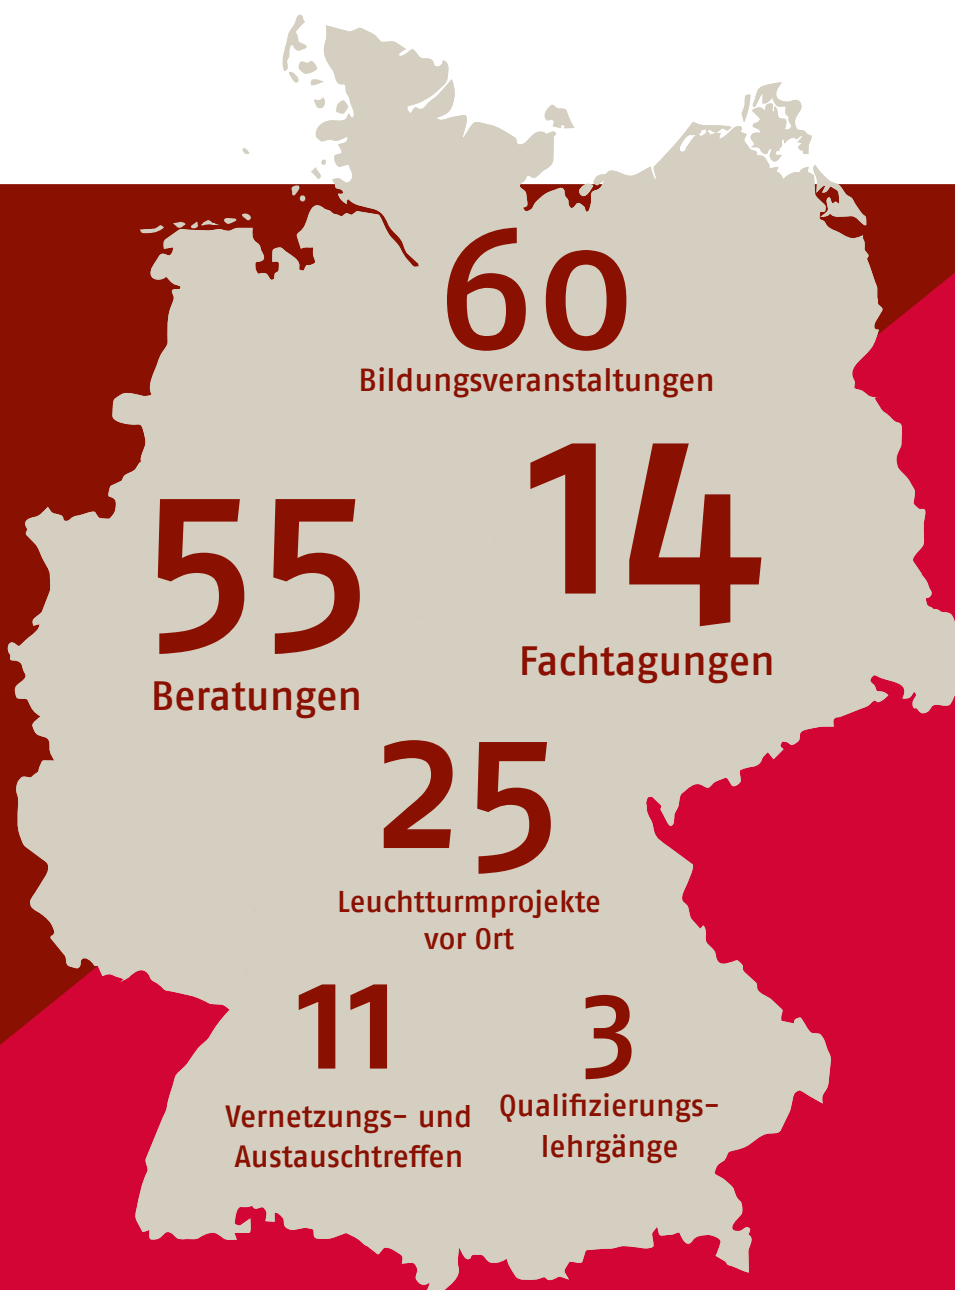 60
Bildungsveranstaltungen
14
Fachtagungen
55
Beratungen
25
Leuchtturmprojekte
vor Ort
11
Vernetzungs- und
Austauschtreffen
3
Qualifizierungs-
lehrgänge